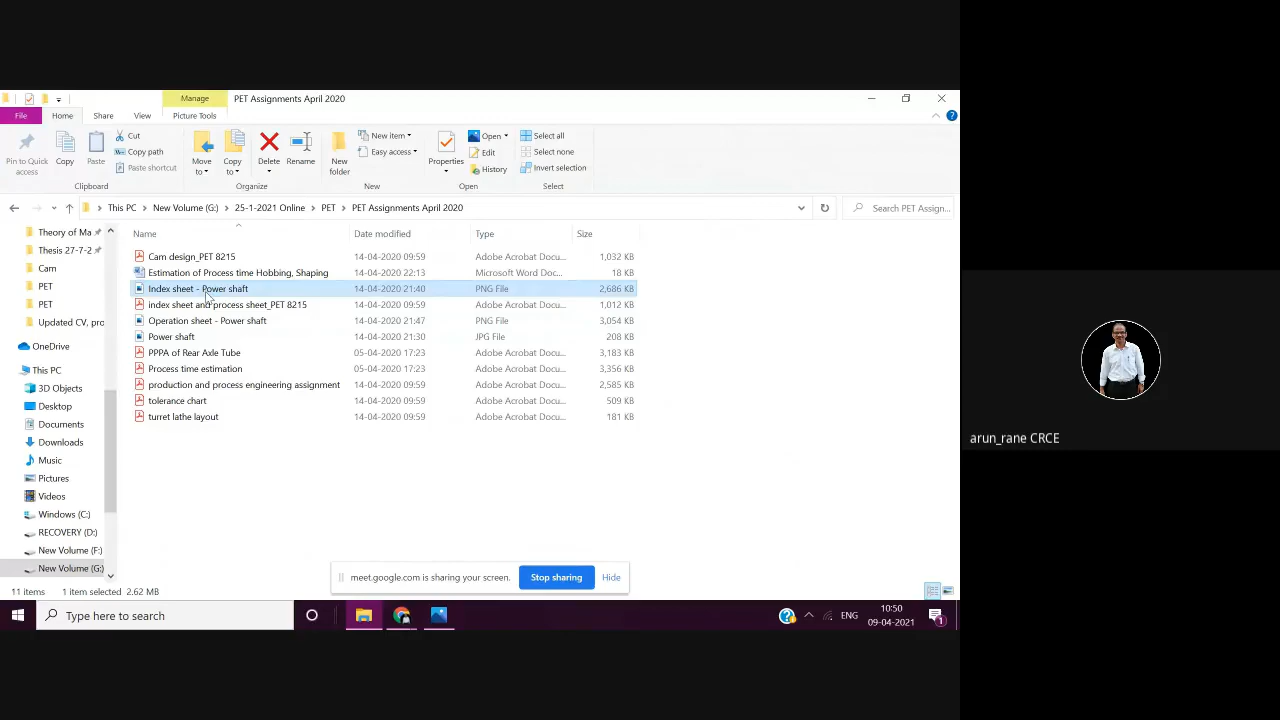 Manage
PET Assignments April 2020
File
Home
Share
View
Picture Tools
Pin to Quick access
Copy
Paste
Cut
Copy path
Paste shortcut
Clipboard
Move to
Copy to
Delete
Rename
Organize
New folder
New item
Easy access
New
Properties
Open
Edit
History
Open
Select all
Select none
Invert selection
Select
This PC
New Volume (G:)
25-1-2021 Online
PET
PET Assignments April 2020
Search PET Assign...
Theory of Ma
Thesis 27-7-2
Cam
PET
PET
Updated CV, pro
OneDrive
This PC
3D Objects
Desktop
Documents
Downloads
Music
Pictures
Videos
Windows (C:)
RECOVERY (D:)
New Volume (F:)
New Volume (G:)
Name Date modified Type Size
Cam design_PET 8215 14-04-2020 09:59 Adobe Acrobat Docu... 1,032 KB
Estimation of Process time Hobbing, Shaping 14-04-2020 22:13 Microsoft Word Doc... 18 KB
Index sheet - Power shaft 14-04-2020 21:40 PNG File 2,686 KB
index sheet and process sheet_PET 8215 14-04-2020 09:59 Adobe Acrobat Docu... 1,012 KB
Operation sheet - Power shaft 14-04-2020 21:47 PNG File 3,054 KB
Power shaft 14-04-2020 21:30 JPG File 208 KB
PPPA of Rear Axle Tube 05-04-2020 17:23 Adobe Acrobat Docu... 3,183 KB
Process time estimation 05-04-2020 17:23 Adobe Acrobat Docu... 3,356 KB
production and process engineering assignment 14-04-2020 09:59 Adobe Acrobat Docu... 2,585 KB
tolerance chart 14-04-2020 09:59 Adobe Acrobat Docu... 509 KB
turret lathe layout 14-04-2020 09:59 Adobe Acrobat Docu... 181 KB
arun_rane CRCE
meet.google.com is sharing your screen.
Stop sharing
Hide
11 items 1 item selected 2.62 MB
Type here to search
ENG
10:50
09-04-2021
1